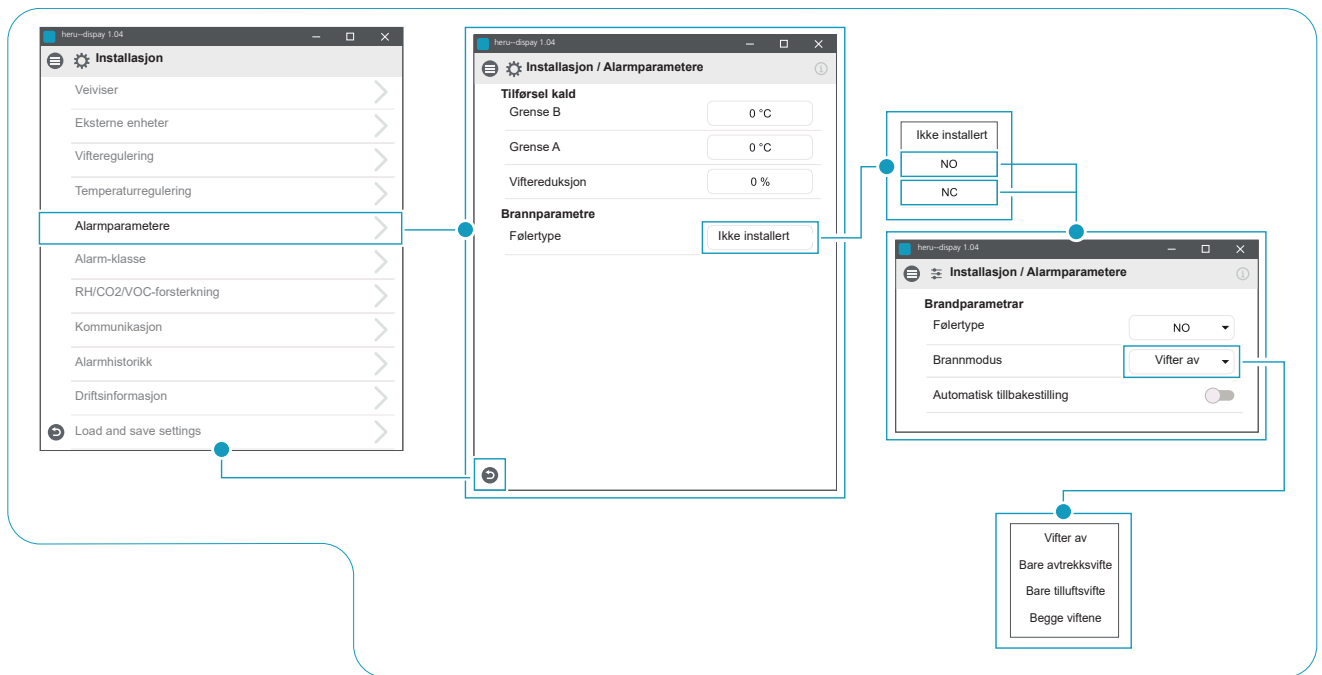 heru--dispay 1.04
Installasjon
Veiviser
Eksterne enheter
Vifteregulering
Temperaturregulering
Alarmparametere
Alarm-klasse
RH/CO2/VOC-forsterkning
Kommunikasjon
Alarmhistorikk
Driftsinformasjon
Load and save settings
heru--dispay 1.04
Installasjon / Alarmparametere
Tilførsel kald
Grense B 0 °C
Grense A 0 °C
Viftereduksjon 0 %
Brannparametre
Følertype Ikke installert
Ikke installert
NO
NC
heru--dispay 1.04
Installasjon / Alarmparametere
Brandparametrar
Følertype NO
Brannmodus Vifter av
Automatisk tillbakestilling
Vifter av
Bare avtrekksvifte
Bare tilluftsvifte
Begge viftene